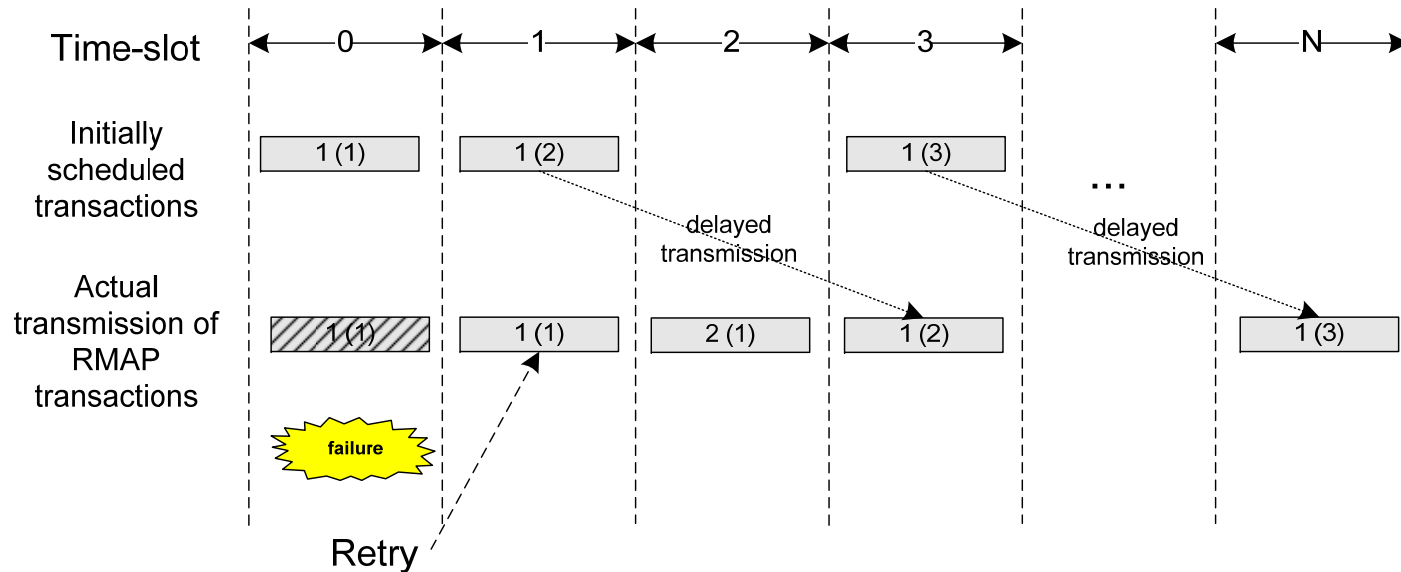 Time-slot 0 1 2 3 N
Initially
scheduled
transactions
1 (1) 1 (2) 1 (3)
...
delayed
transmission
delayed
transmission
Actual
transmission of
RMAP
transactions
1 (1) 1 (1) 2 (1) 1 (2) 1 (3)
failure
Retry